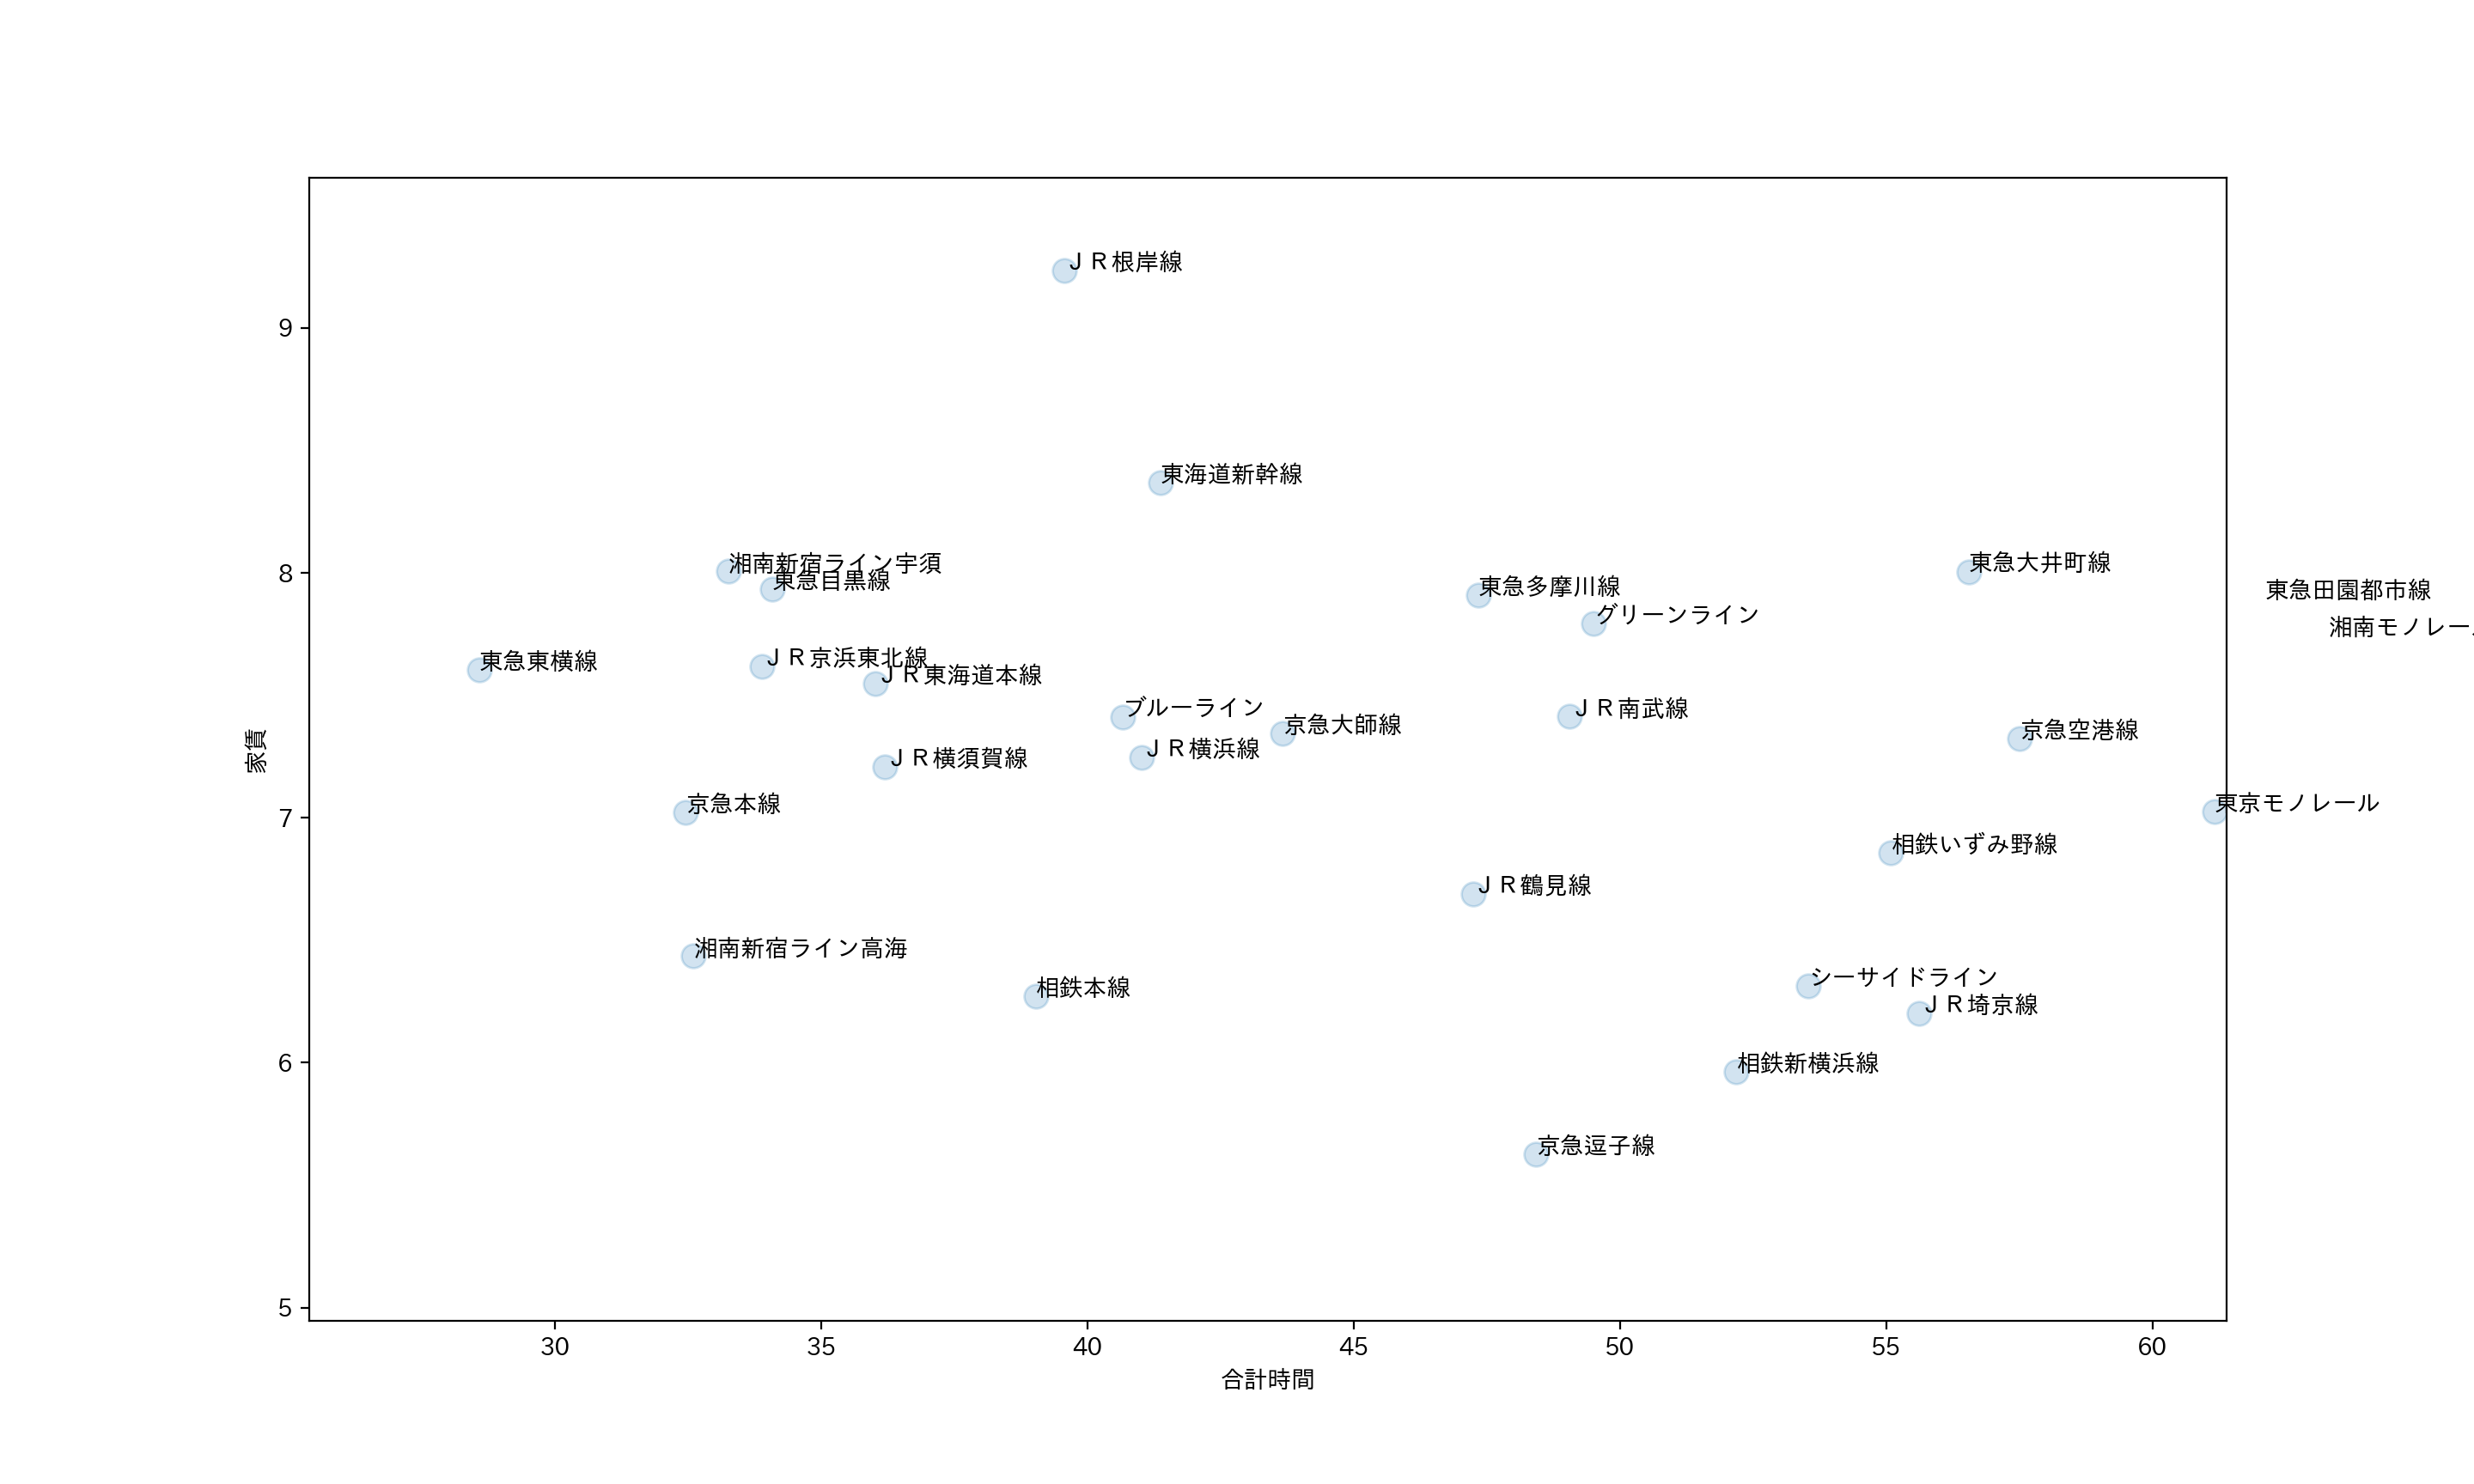 ＪＲ根岸線
9
東海道新幹線
湘南新宿ライン宇須
東急目黒線
8
東急多摩川線
グリーンライン
東急大井町線
東急田園都市線
湘南モノレー
東急東横線
ＪＲ京浜東北線
ＪＲ東海道本線
ブルーライン
京急大師線
ＪＲ南武線
京急空港線
家賃
ＪＲ横須賀線
ＪＲ横浜線
京急本線
7
東京モノレール
相鉄いずみ野線
ＪＲ鶴見線
湘南新宿ライン高海
相鉄本線
シーサイドライン
ＪＲ埼京線
6
相鉄新横浜線
京急逗子線
5
30 35 40 45 50 55 60
合計時間